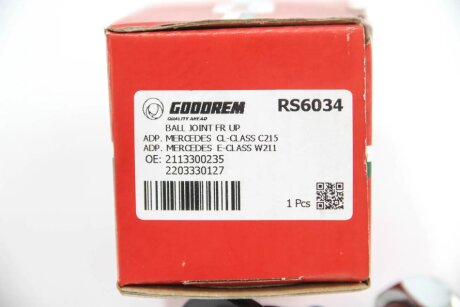 GOODREM RS6034
QUALITY AHEAD
BALL JOINT FR UP
ADP. MERCEDES CL-CLASS C215
ADP. MERCEDES E-CLASS W211
OE: 2113300235
2203330127
1 Pcs